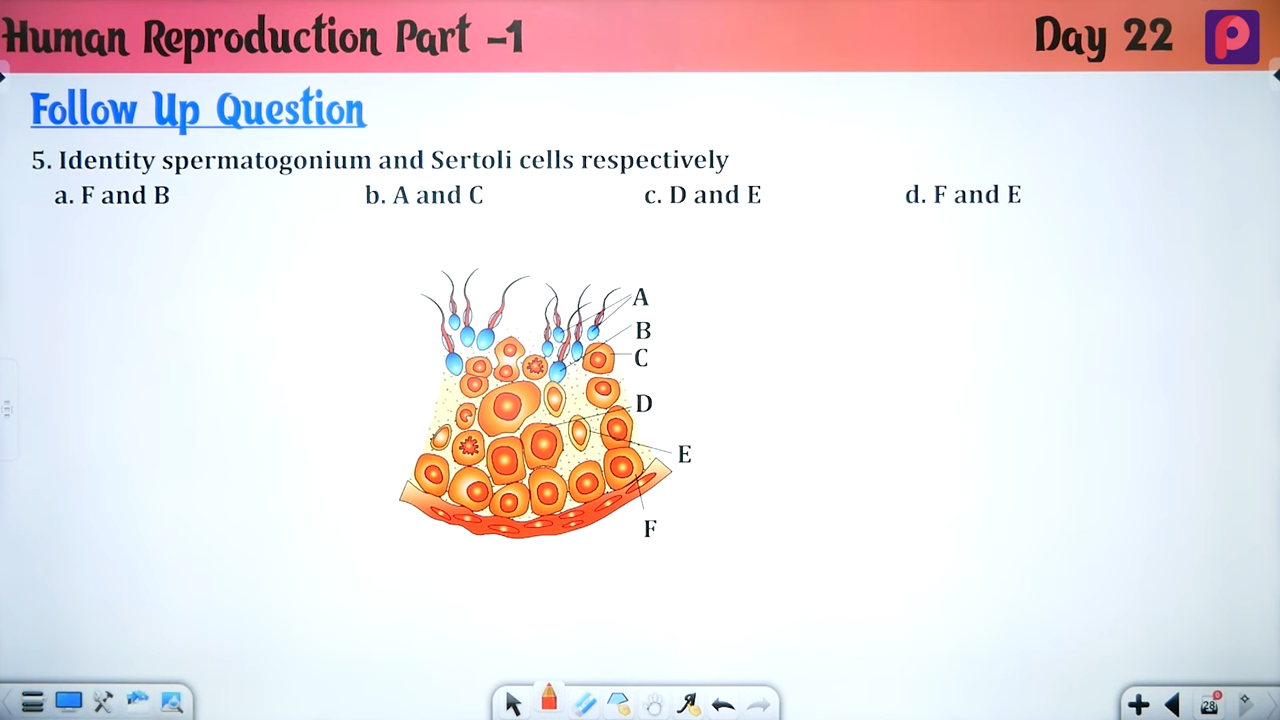 Human Reproduction Part -1
Day 22
Follow Up Question
5. Identity spermatogonium and Sertoli cells respectively
a. F and B b. A and C c. D and E d. F and E
A
B
C
D
E
F
28